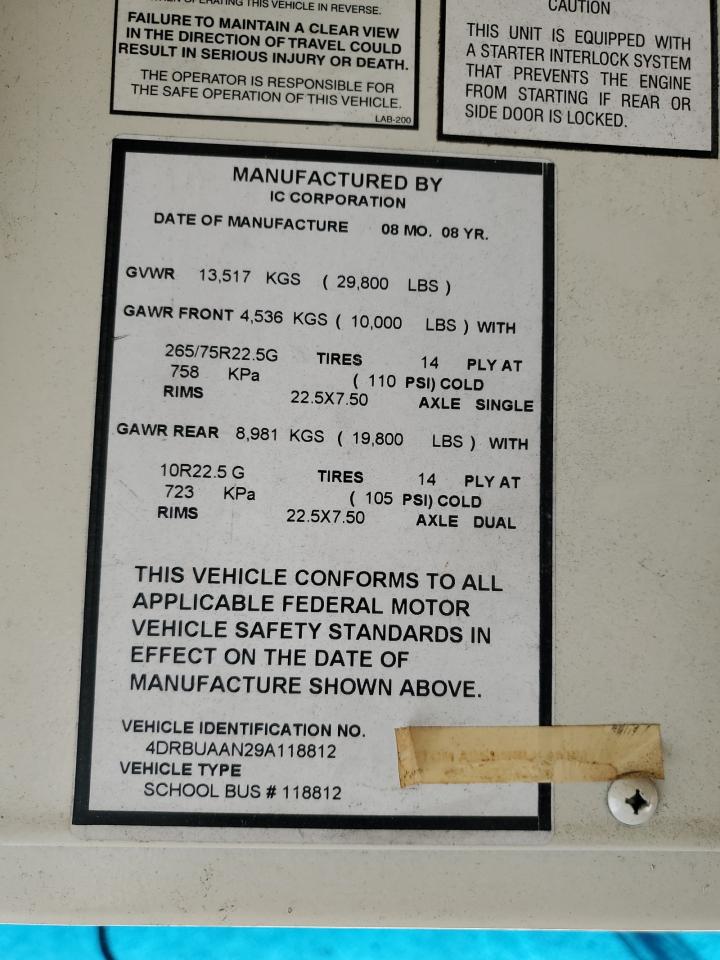 WHEN OPERATING THIS VEHICLE IN REVERSE.
FAILURE TO MAINTAIN A CLEAR VIEW
IN THE DIRECTION OF TRAVEL COULD
RESULT IN SERIOUS INJURY OR DEATH.
THE OPERATOR IS RESPONSIBLE FOR
THE SAFE OPERATION OF THIS VEHICLE.
LAB-200
CAUTION
THIS UNIT IS EQUIPPED WITH
A STARTER INTERLOCK SYSTEM
THAT PREVENTS THE ENGINE
FROM STARTING IF REAR OR
SIDE DOOR IS LOCKED.
MANUFACTURED BY
IC CORPORATION
DATE OF MANUFACTURE 08 MO. 08 YR.
GVWR 13,517 KGS ( 29,800 LBS )
GAWR FRONT 4,536 KGS ( 10,000 LBS ) WITH
265/75R22.5G TIRES 14 PLY AT
758 KPa ( 110 PSI) COLD
RIMS 22.5X7.50 AXLE SINGLE
GAWR REAR 8,981 KGS ( 19,800 LBS ) WITH
10R22.5 G TIRES 14 PLY AT
723 KPa ( 105 PSI) COLD
RIMS 22.5X7.50 AXLE DUAL
THIS VEHICLE CONFORMS TO ALL
APPLICABLE FEDERAL MOTOR
VEHICLE SAFETY STANDARDS IN
EFFECT ON THE DATE OF
MANUFACTURE SHOWN ABOVE.
VEHICLE IDENTIFICATION NO.
4DRBUAAN29A118812
VEHICLE TYPE
SCHOOL BUS # 118812